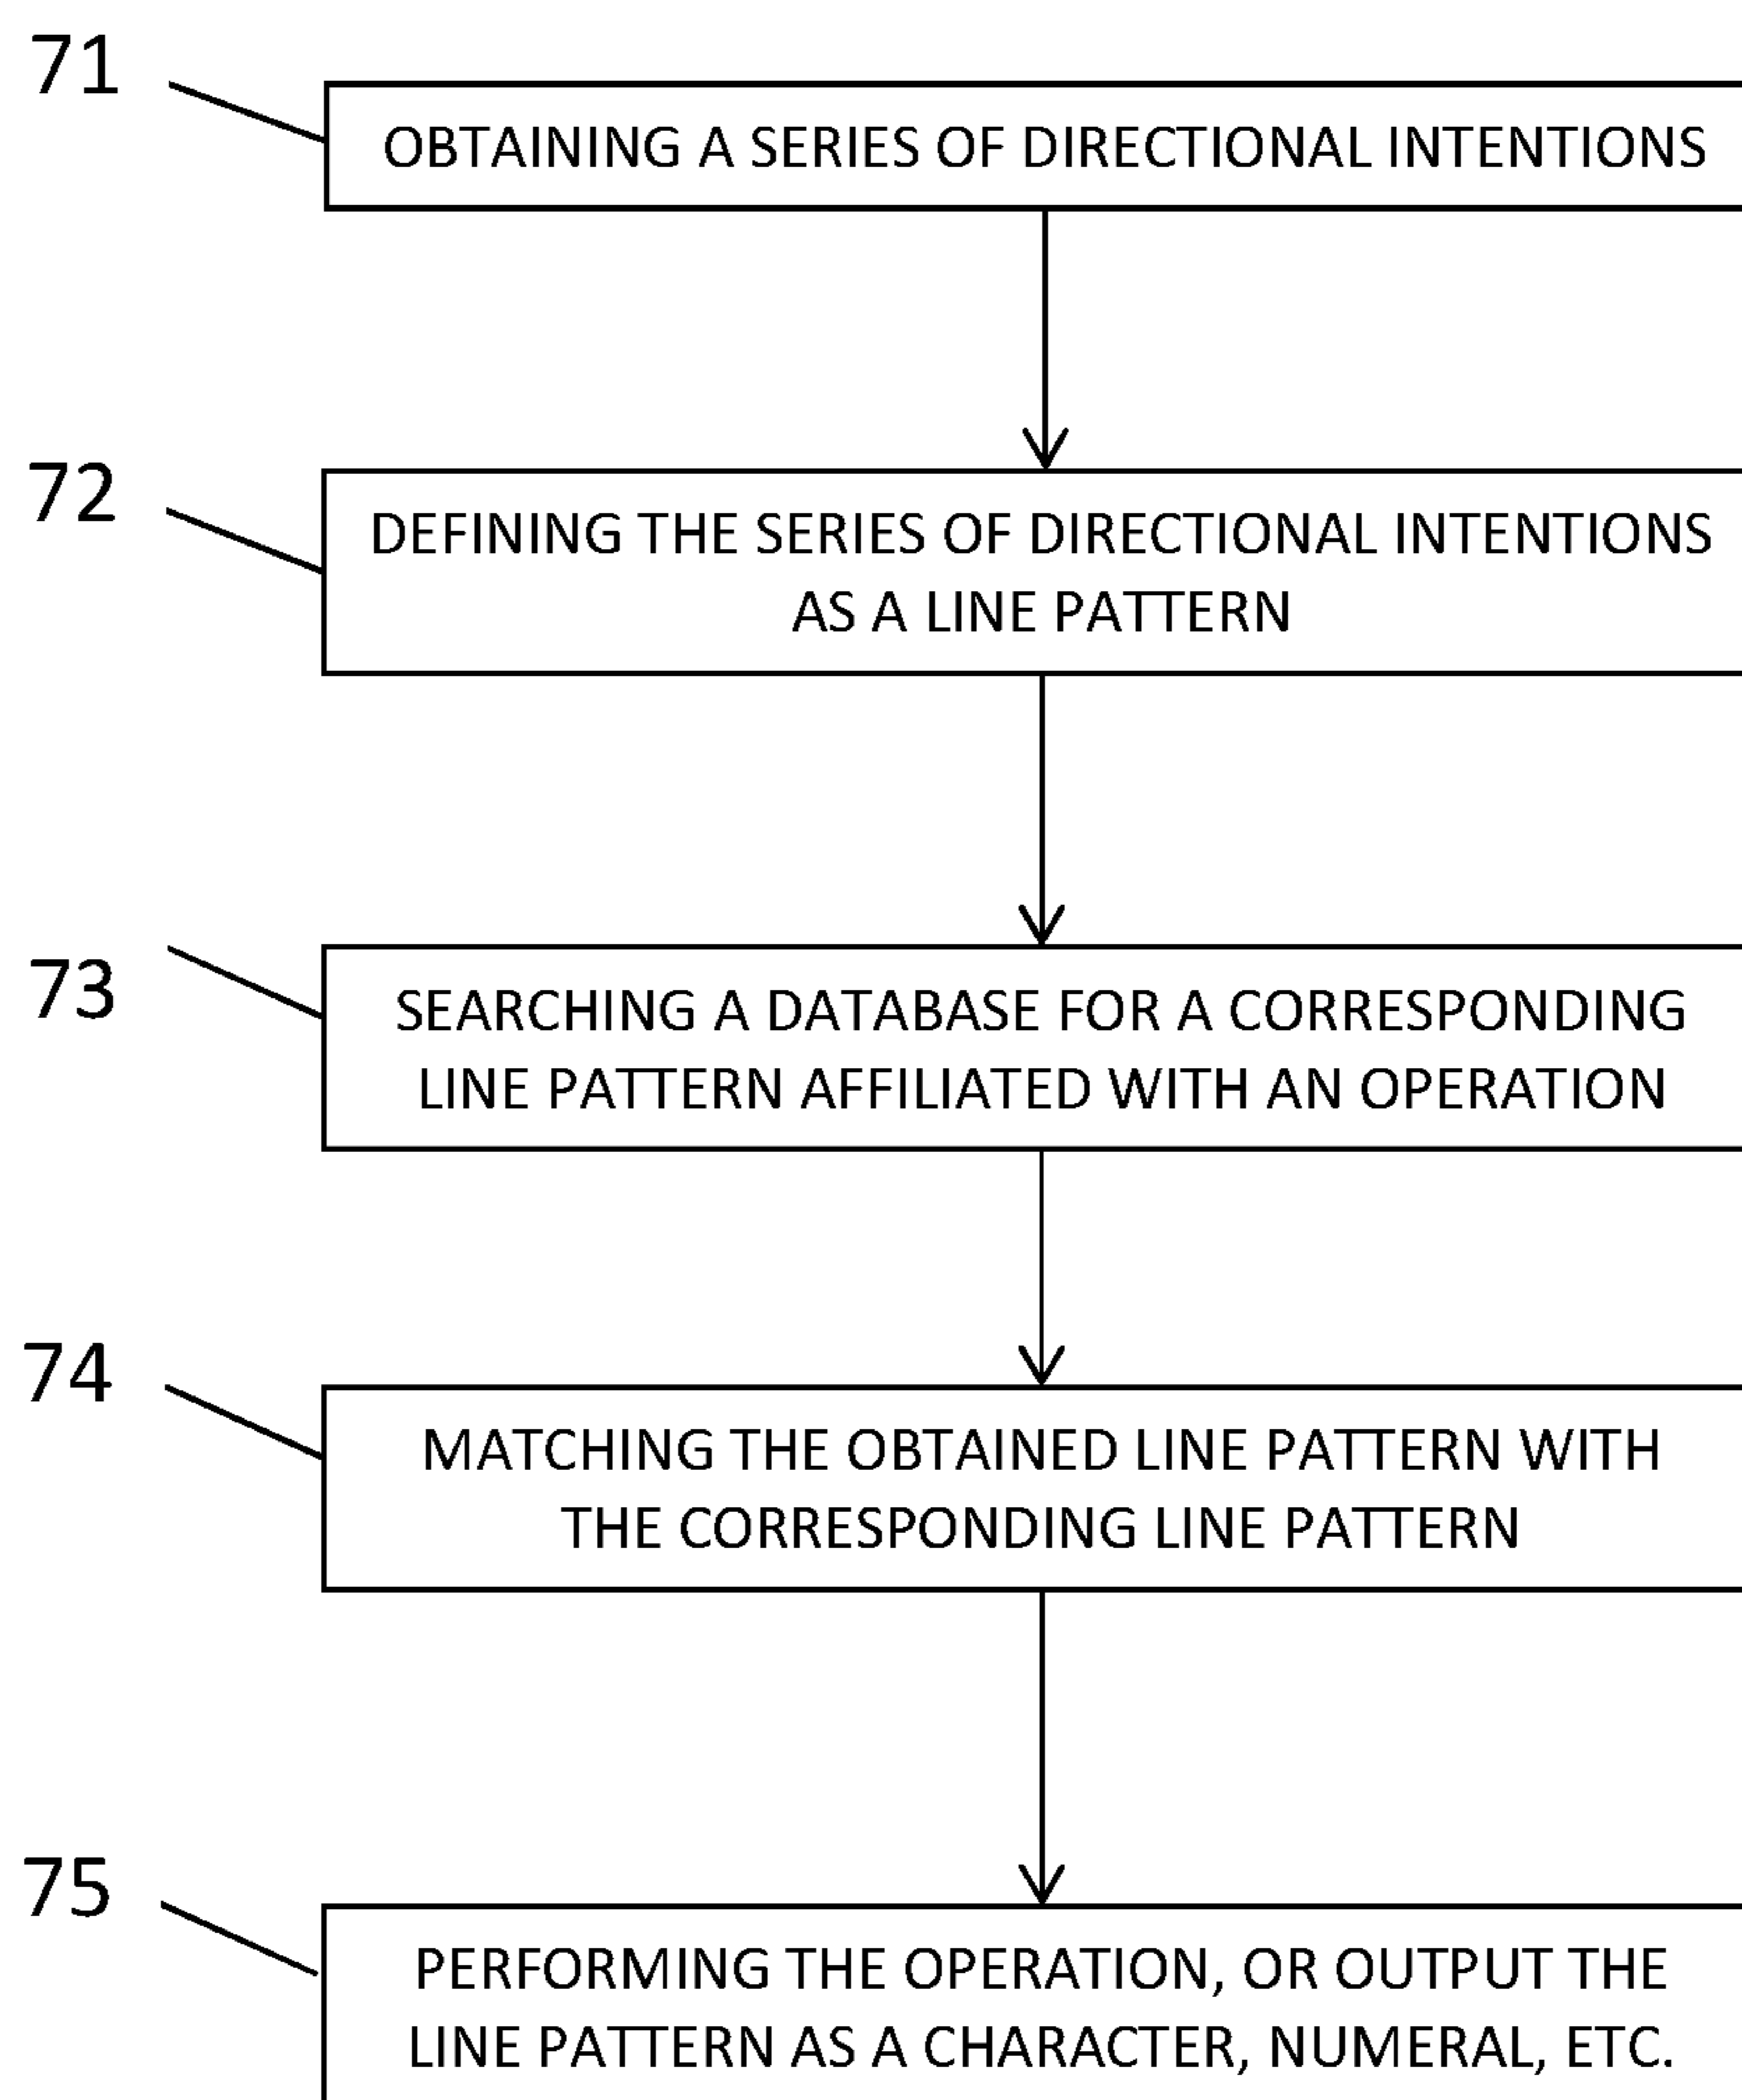 71
OBTAINING A SERIES OF DIRECTIONAL INTENTIONS
72
DEFINING THE SERIES OF DIRECTIONAL INTENTIONS
AS A LINE PATTERN
73
SEARCHING A DATABASE FOR A CORRESPONDING
LINE PATTERN AFFILIATED WITH AN OPERATION
74
MATCHING THE OBTAINED LINE PATTERN WITH
THE CORRESPONDING LINE PATTERN
75
PERFORMING THE OPERATION, OR OUTPUT THE
LINE PATTERN AS A CHARACTER, NUMERAL, ETC.